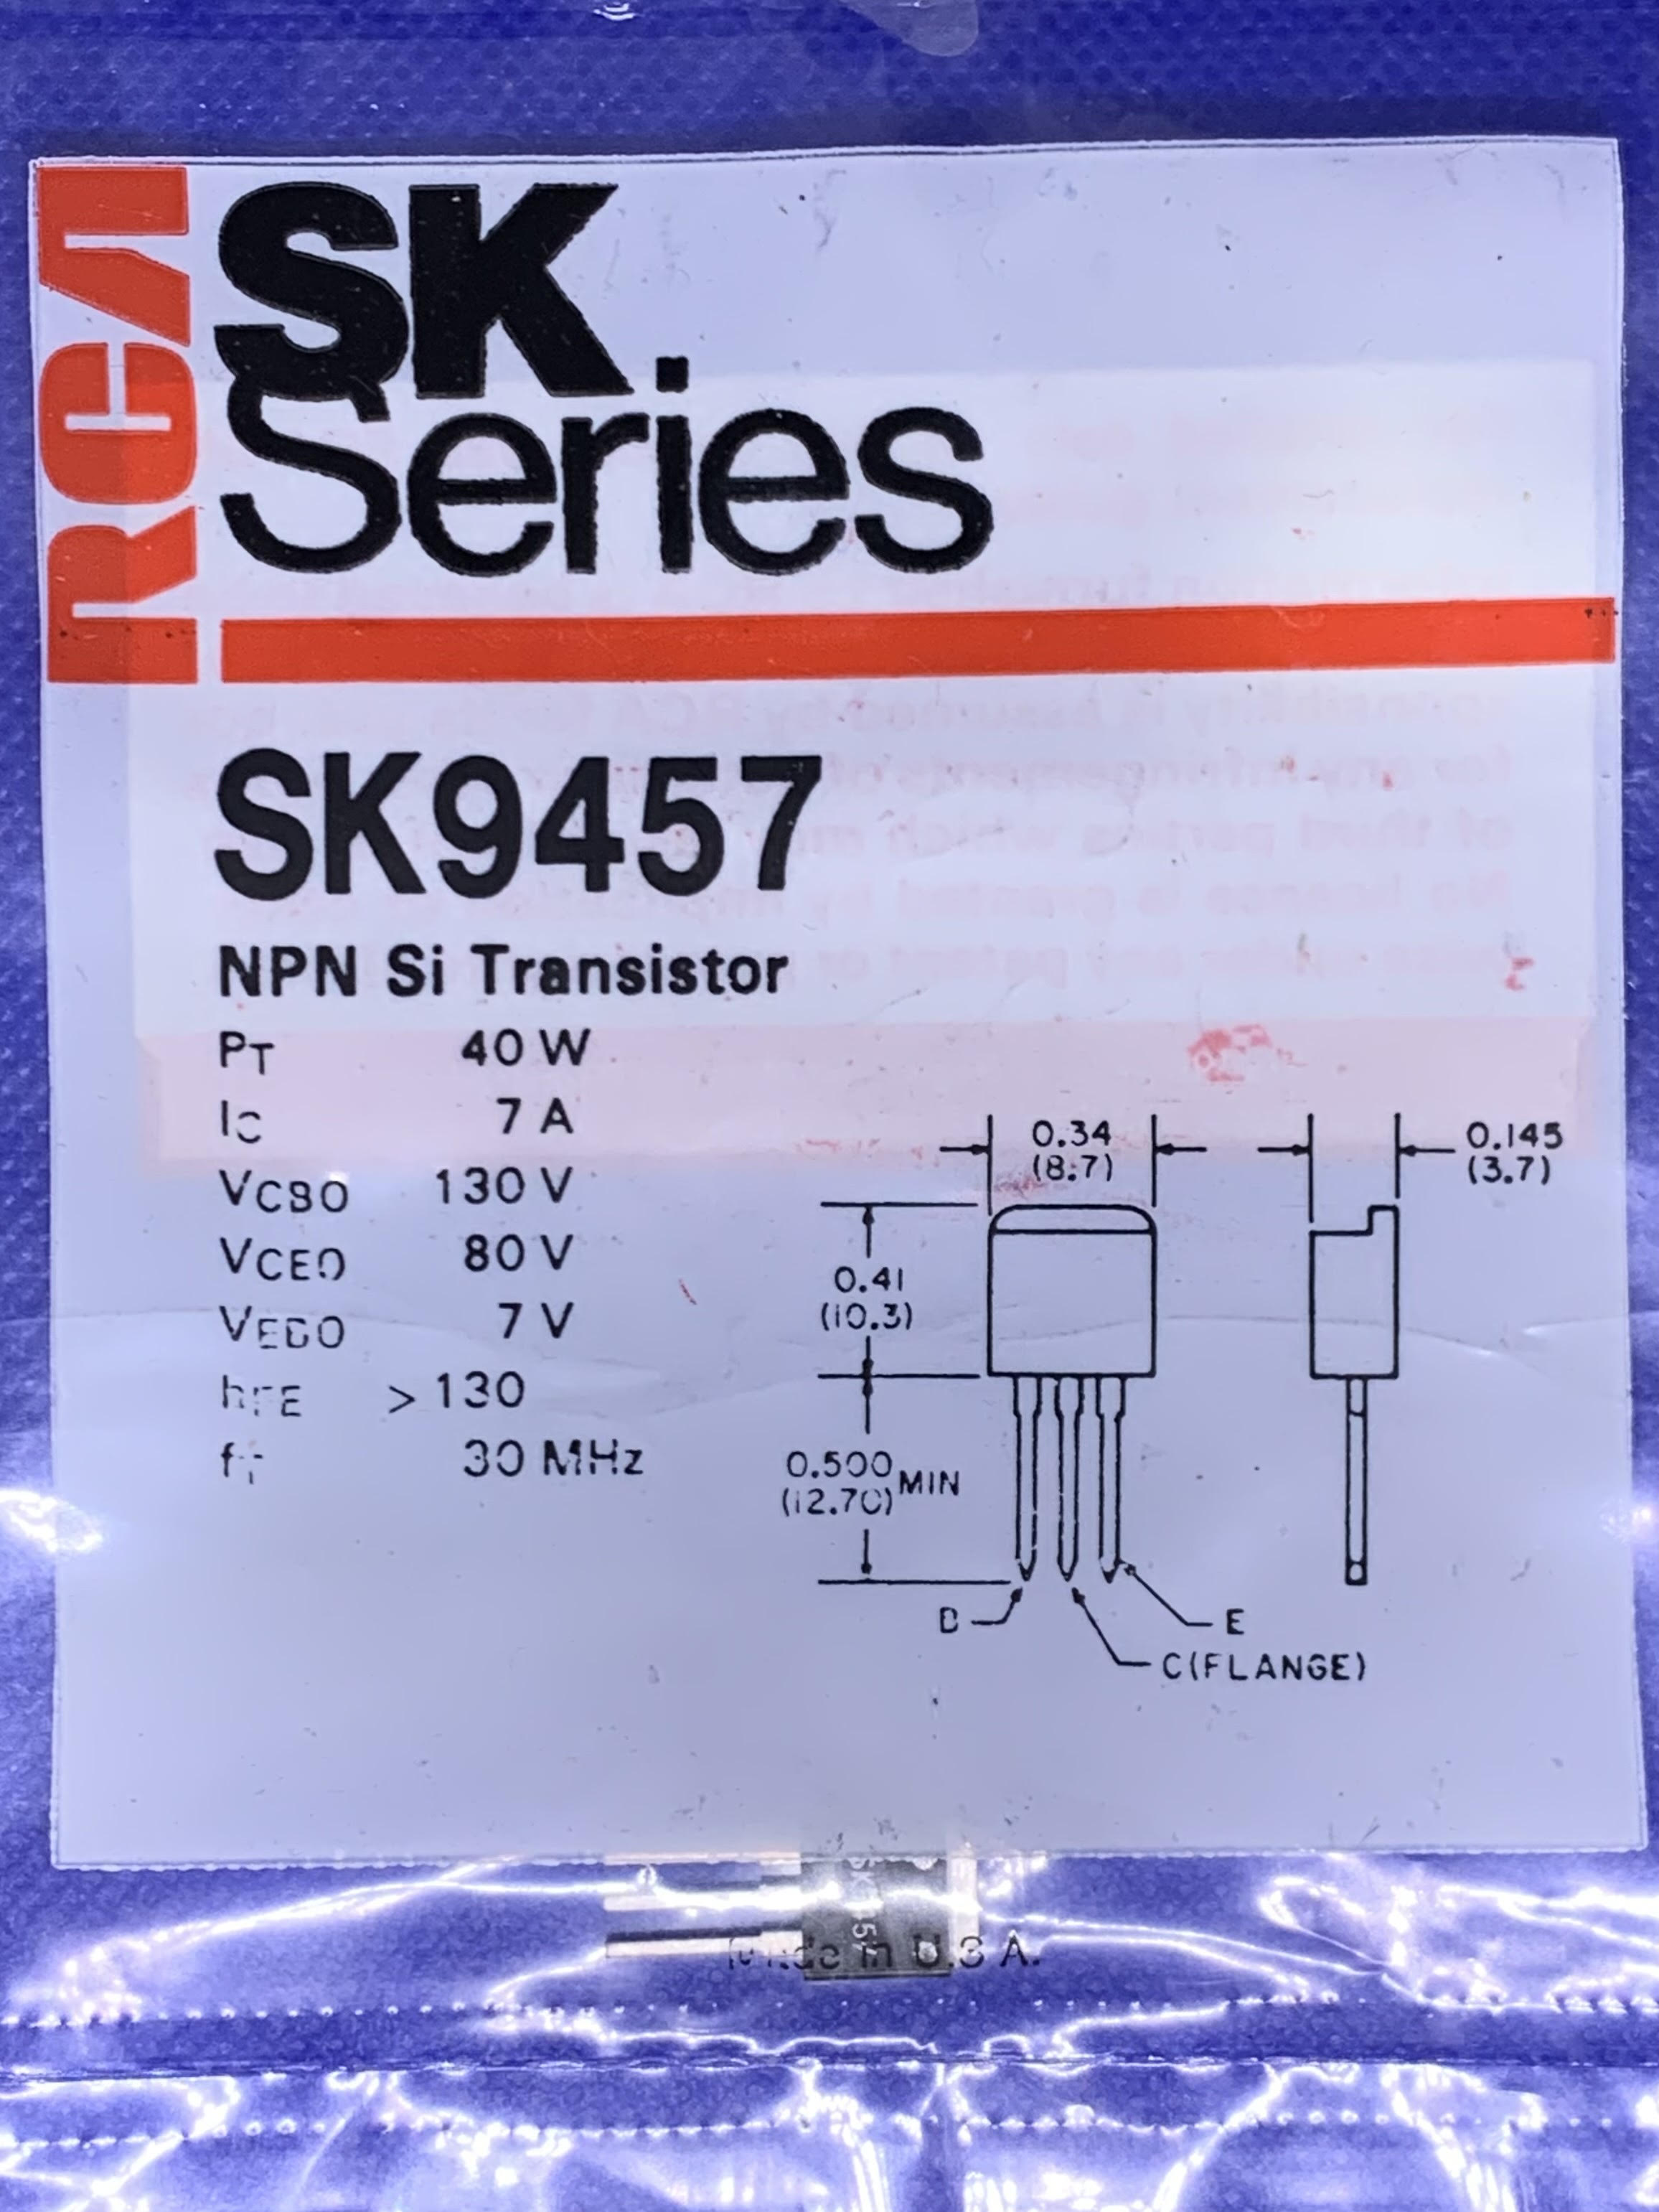 RCA
SK
Series
SK9457
NPN Si Transistor
PT 40 W
IC 7 A
VCBO 130 V
VCEO 80 V
VEBO 7 V
hFE > 130
fT 30 MHz
0.34
(8.7)
0.145
(3.7)
0.41
(10.3)
0.500 MIN
(12.70)
B
E
C(FLANGE)
Made in U.S.A.